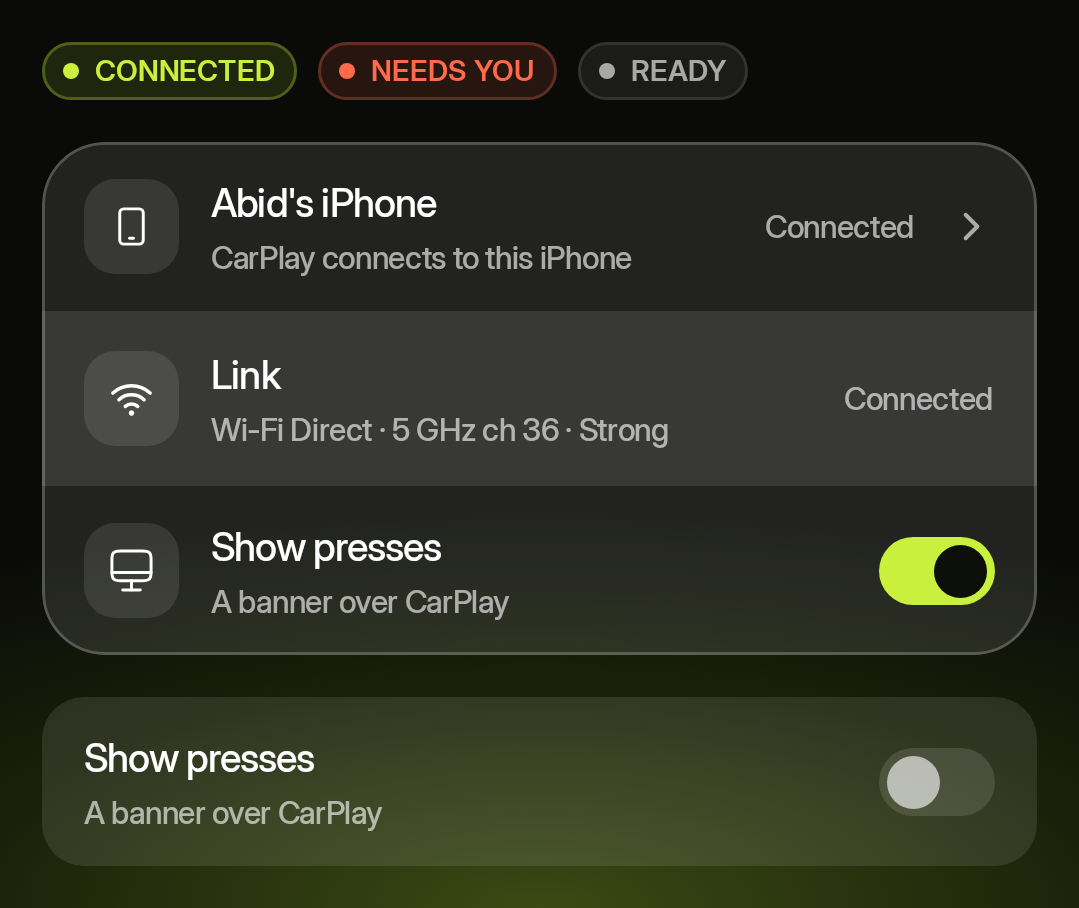 CONNECTED
NEEDS YOU
READY
Abid's iPhone
CarPlay connects to this iPhone
Connected
Link
Wi-Fi Direct · 5 GHz ch 36 · Strong
Connected
Show presses
A banner over CarPlay
Show presses
A banner over CarPlay